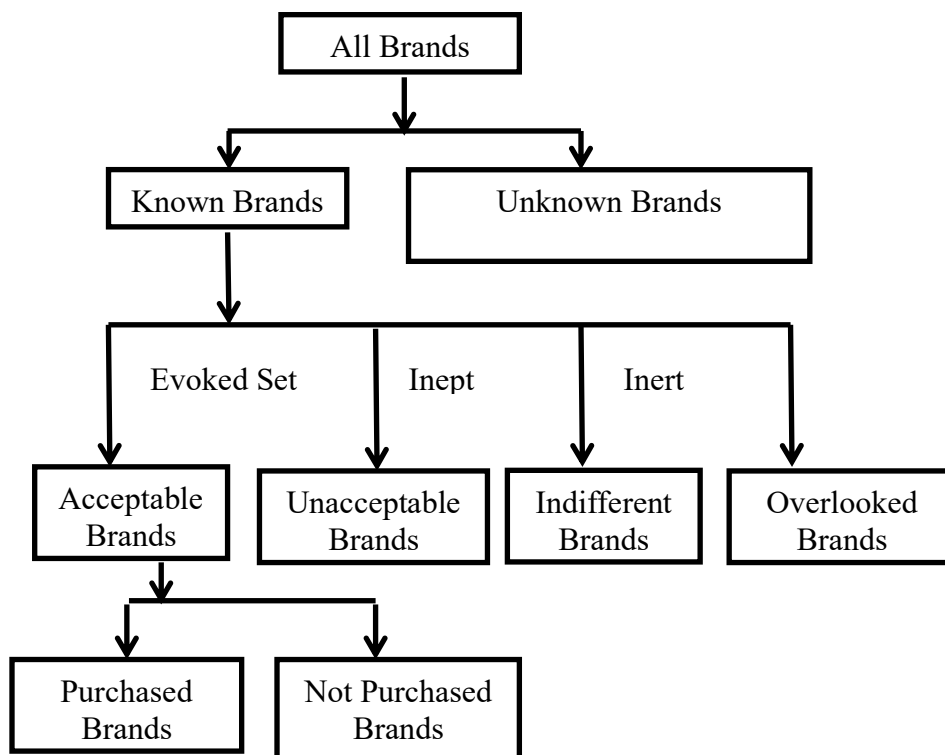 All Brands
Known Brands
Unknown Brands
Evoked Set
Inept
Inert
Acceptable
Brands
Unacceptable
Brands
Indifferent
Brands
Overlooked
Brands
Purchased
Brands
Not Purchased
Brands